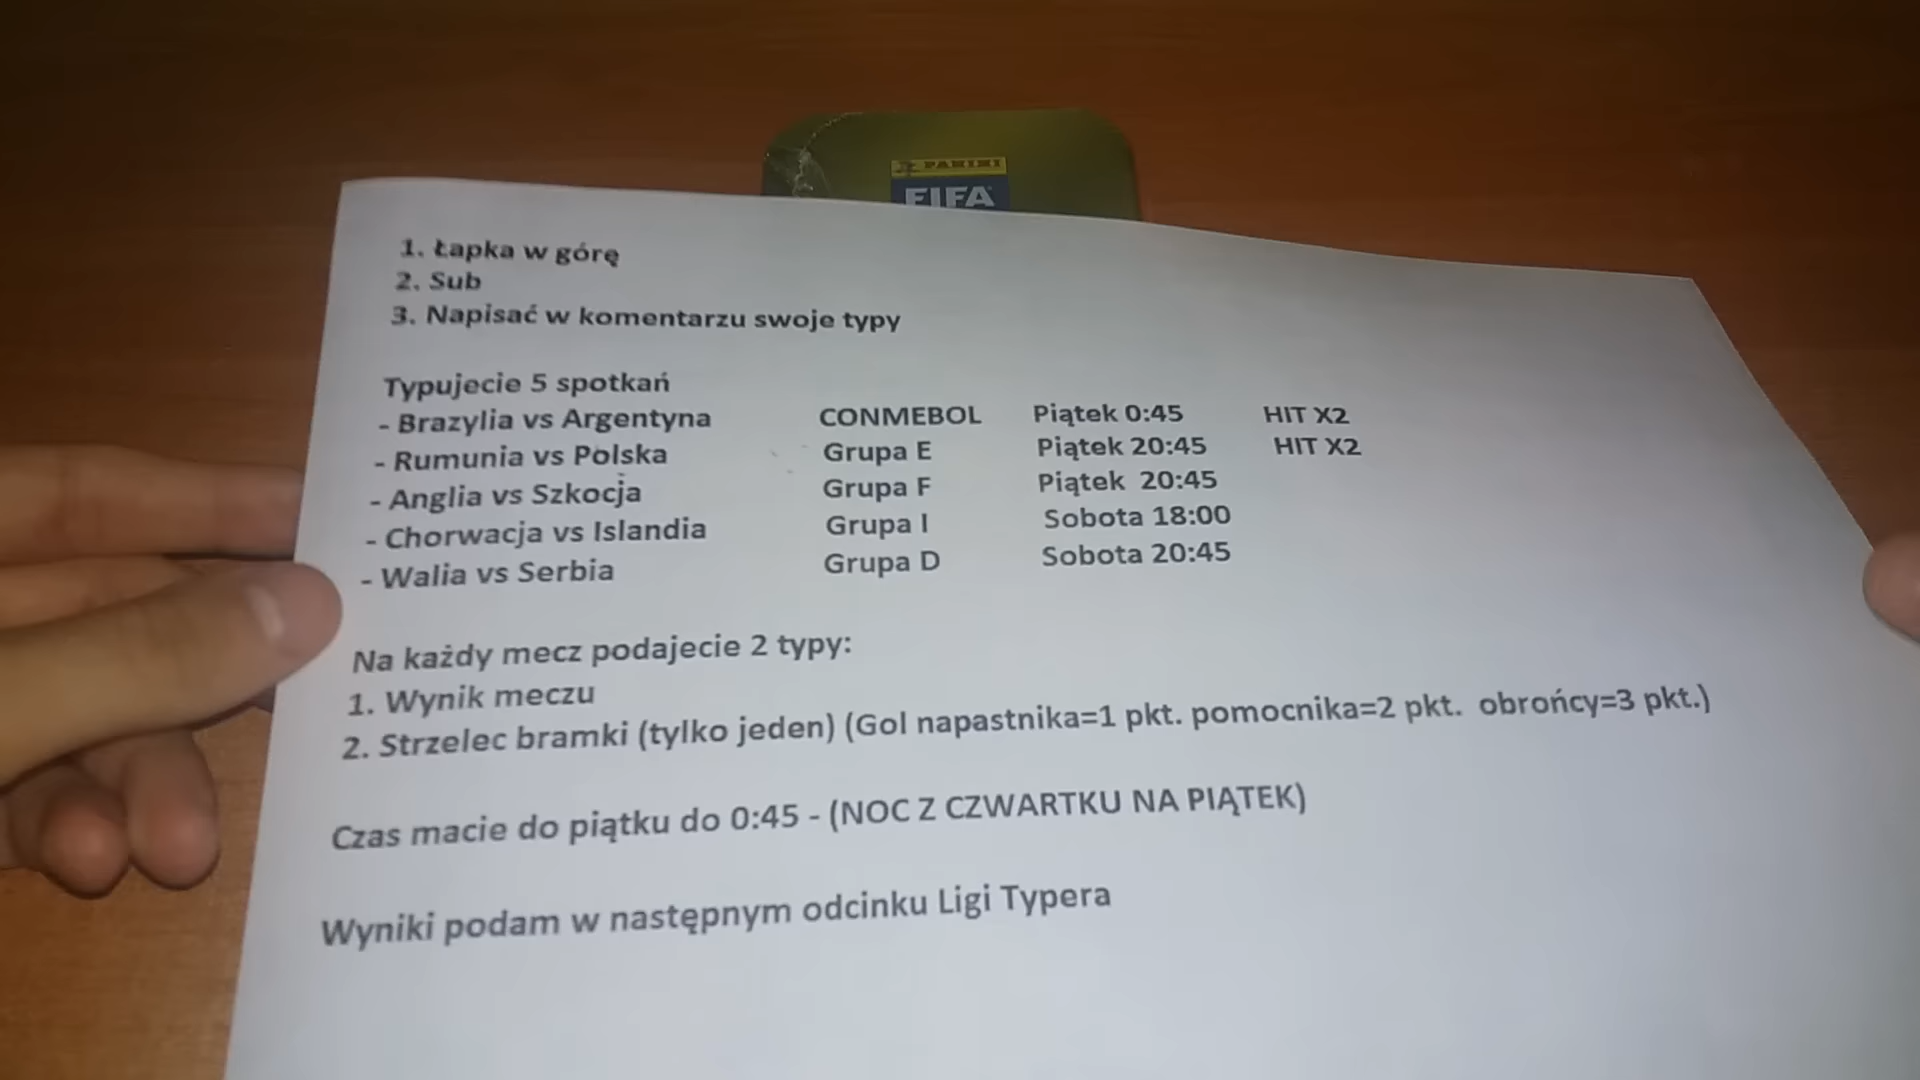 PANINI
FIFA
1. Łapka w górę
2. Sub
3. Napisać w komentarzu swoje typy
Typujecie 5 spotkań
- Brazylia vs Argentyna CONMEBOL Piątek 0:45 HIT X2
- Rumunia vs Polska Grupa E Piątek 20:45 HIT X2
- Anglia vs Szkocja Grupa F Piątek 20:45
- Chorwacja vs Islandia Grupa I Sobota 18:00
- Walia vs Serbia Grupa D Sobota 20:45
Na każdy mecz podajecie 2 typy:
1. Wynik meczu
2. Strzelec bramki (tylko jeden) (Gol napastnika=1 pkt. pomocnika=2 pkt. obrońcy=3 pkt.)
Czas macie do piątku do 0:45 - (NOC Z CZWARTKU NA PIĄTEK)
Wyniki podam w następnym odcinku Ligi Typera